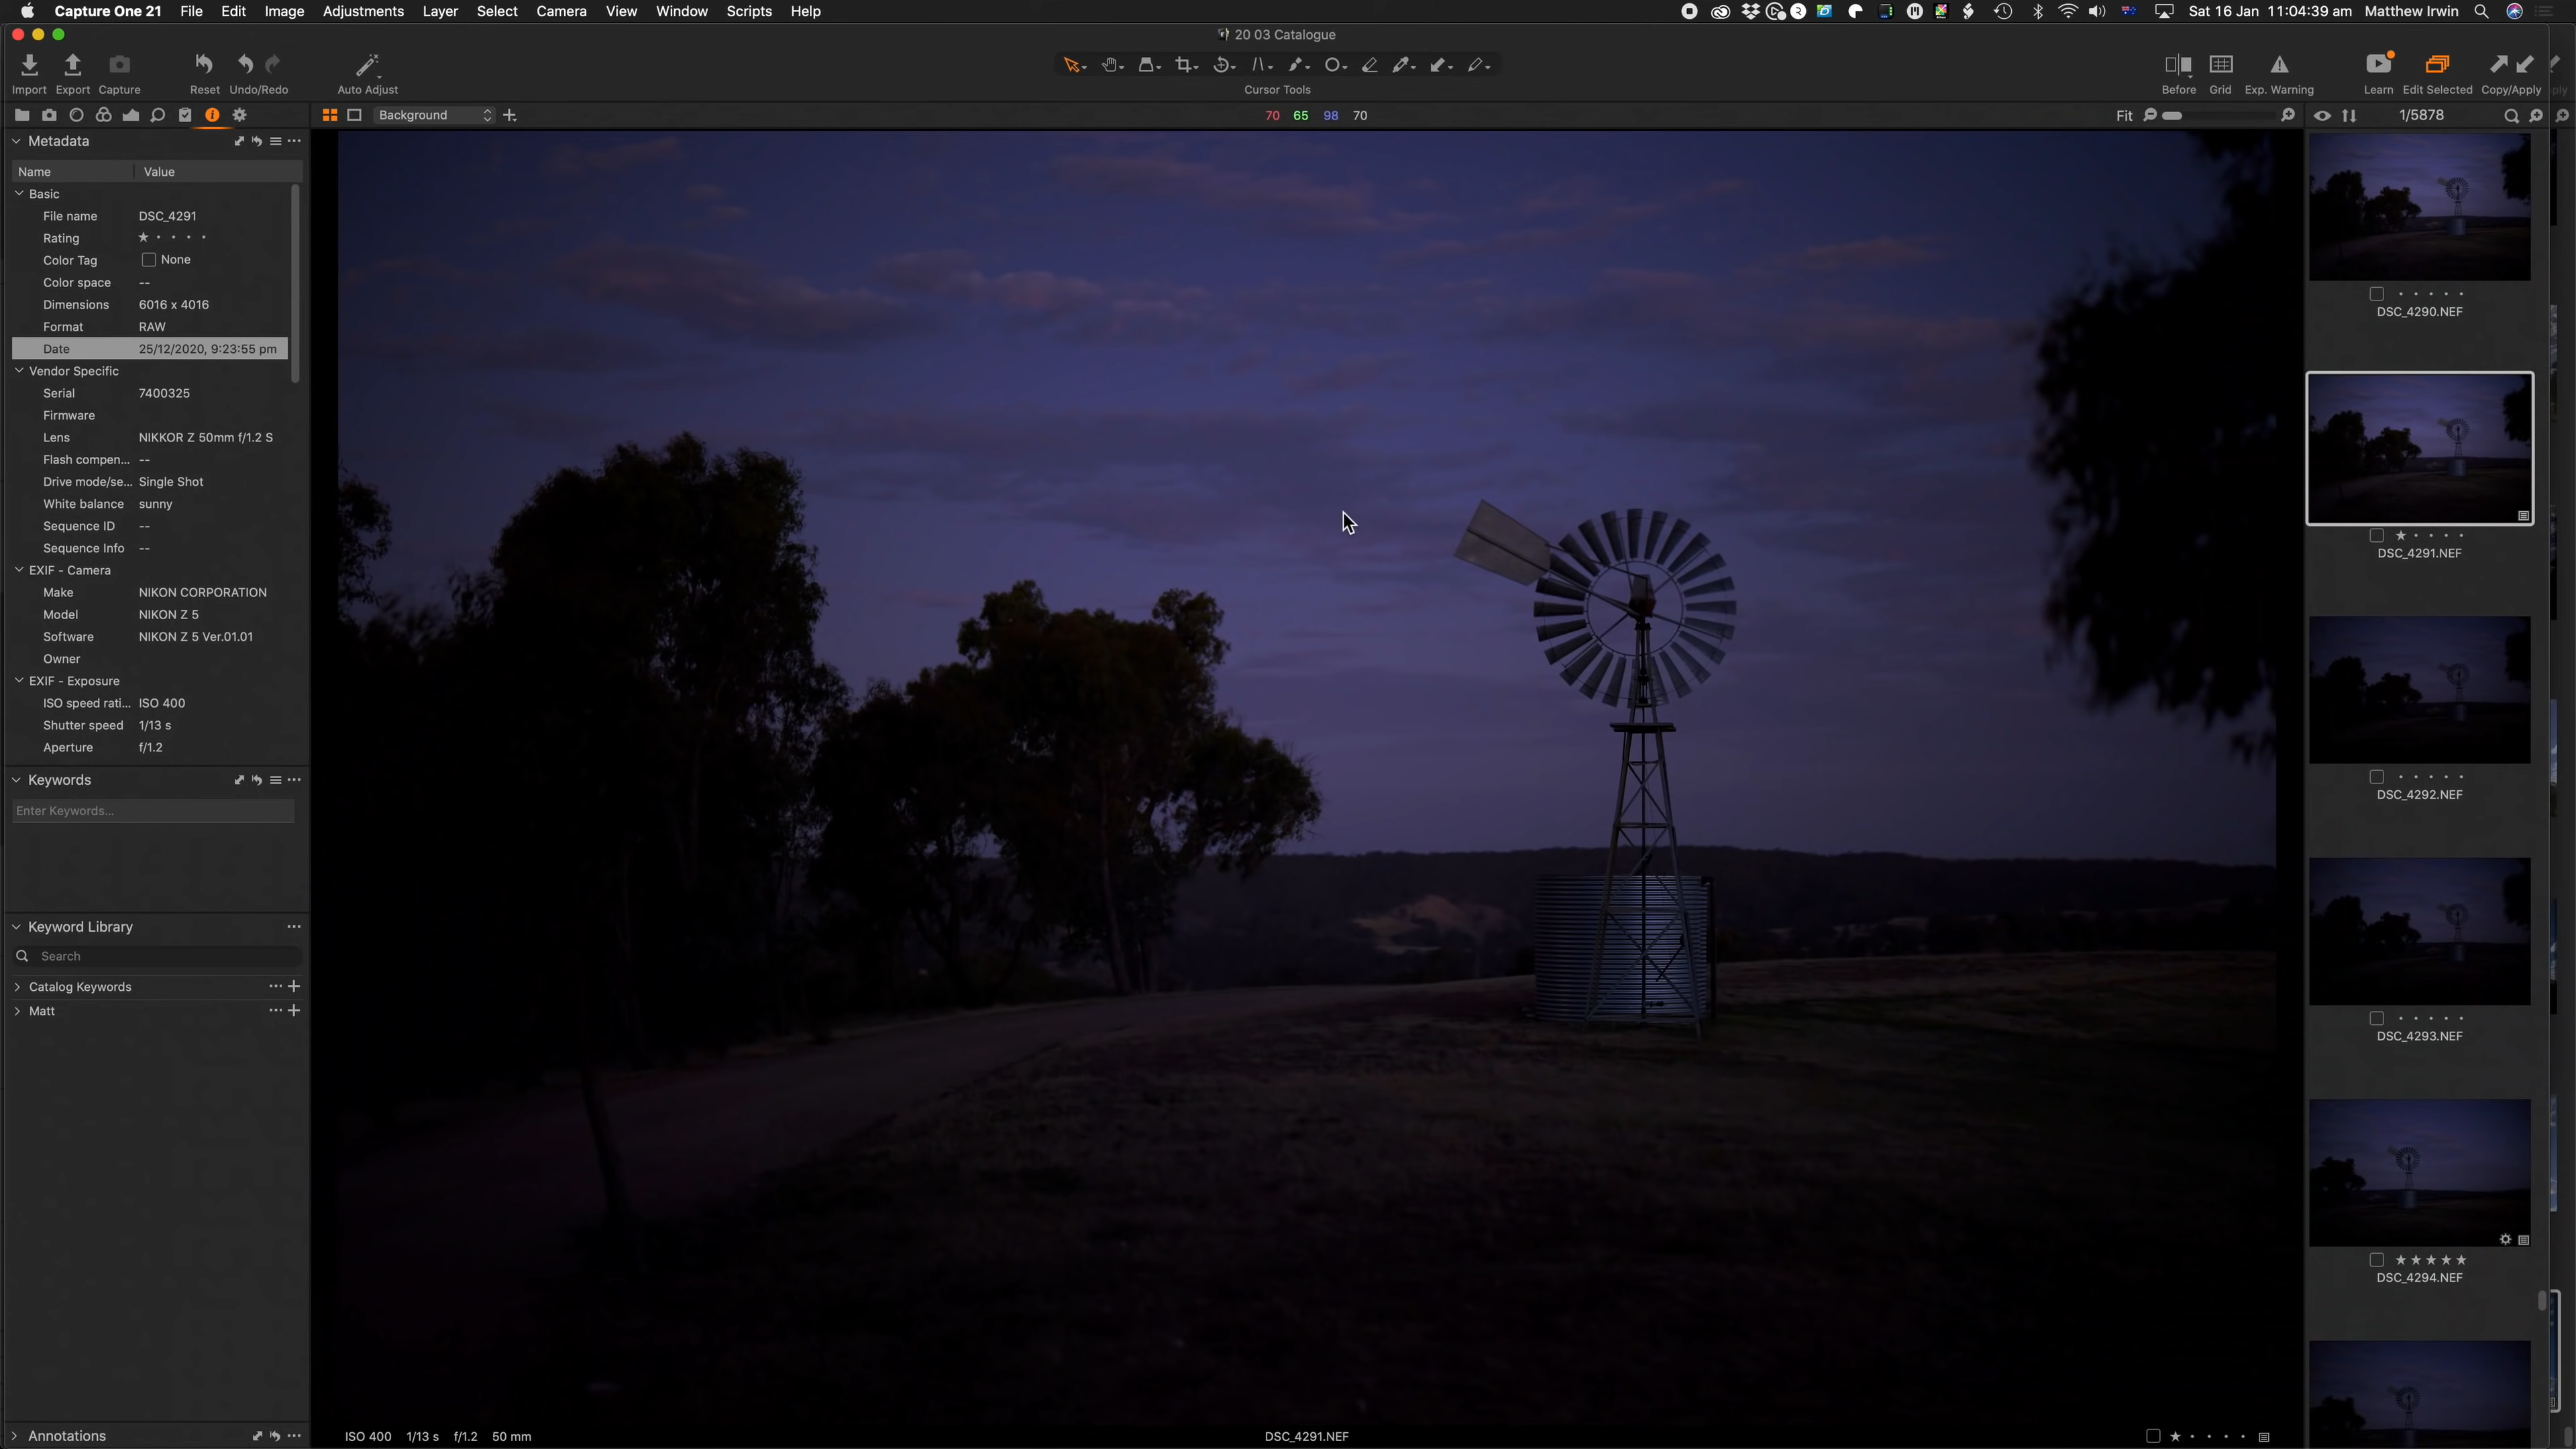 Capture One 21 File Edit Image Adjustments Layer Select Camera View Window Scripts Help Sat 16 Jan 11:04:39 am Matthew Irwin
20 03 Catalogue
Import Export Capture Reset Undo/Redo Auto Adjust Cursor Tools Before Grid Exp. Warning Learn Edit Selected Copy/Apply
Background 70 65 98 70 Fit 1/5878
Metadata
Name Value
Basic
File name DSC_4291
Rating
Color Tag None
Color space --
Dimensions 6016 x 4016
Format RAW
Date 25/12/2020, 9:23:55 pm
Vendor Specific
Serial 7400325
Firmware
Lens NIKKOR Z 50mm f/1.2 S
Flash compen... --
Drive mode/se... Single Shot
White balance sunny
Sequence ID --
Sequence Info --
EXIF - Camera
Make NIKON CORPORATION
Model NIKON Z 5
Software NIKON Z 5 Ver.01.01
Owner
EXIF - Exposure
ISO speed rati... ISO 400
Shutter speed 1/13 s
Aperture f/1.2
Keywords
Enter Keywords...
Keyword Library
Search
Catalog Keywords
Matt
Annotations
ISO 400 1/13 s f/1.2 50 mm
DSC_4291.NEF
DSC_4290.NEF
DSC_4291.NEF
DSC_4292.NEF
DSC_4293.NEF
DSC_4294.NEF